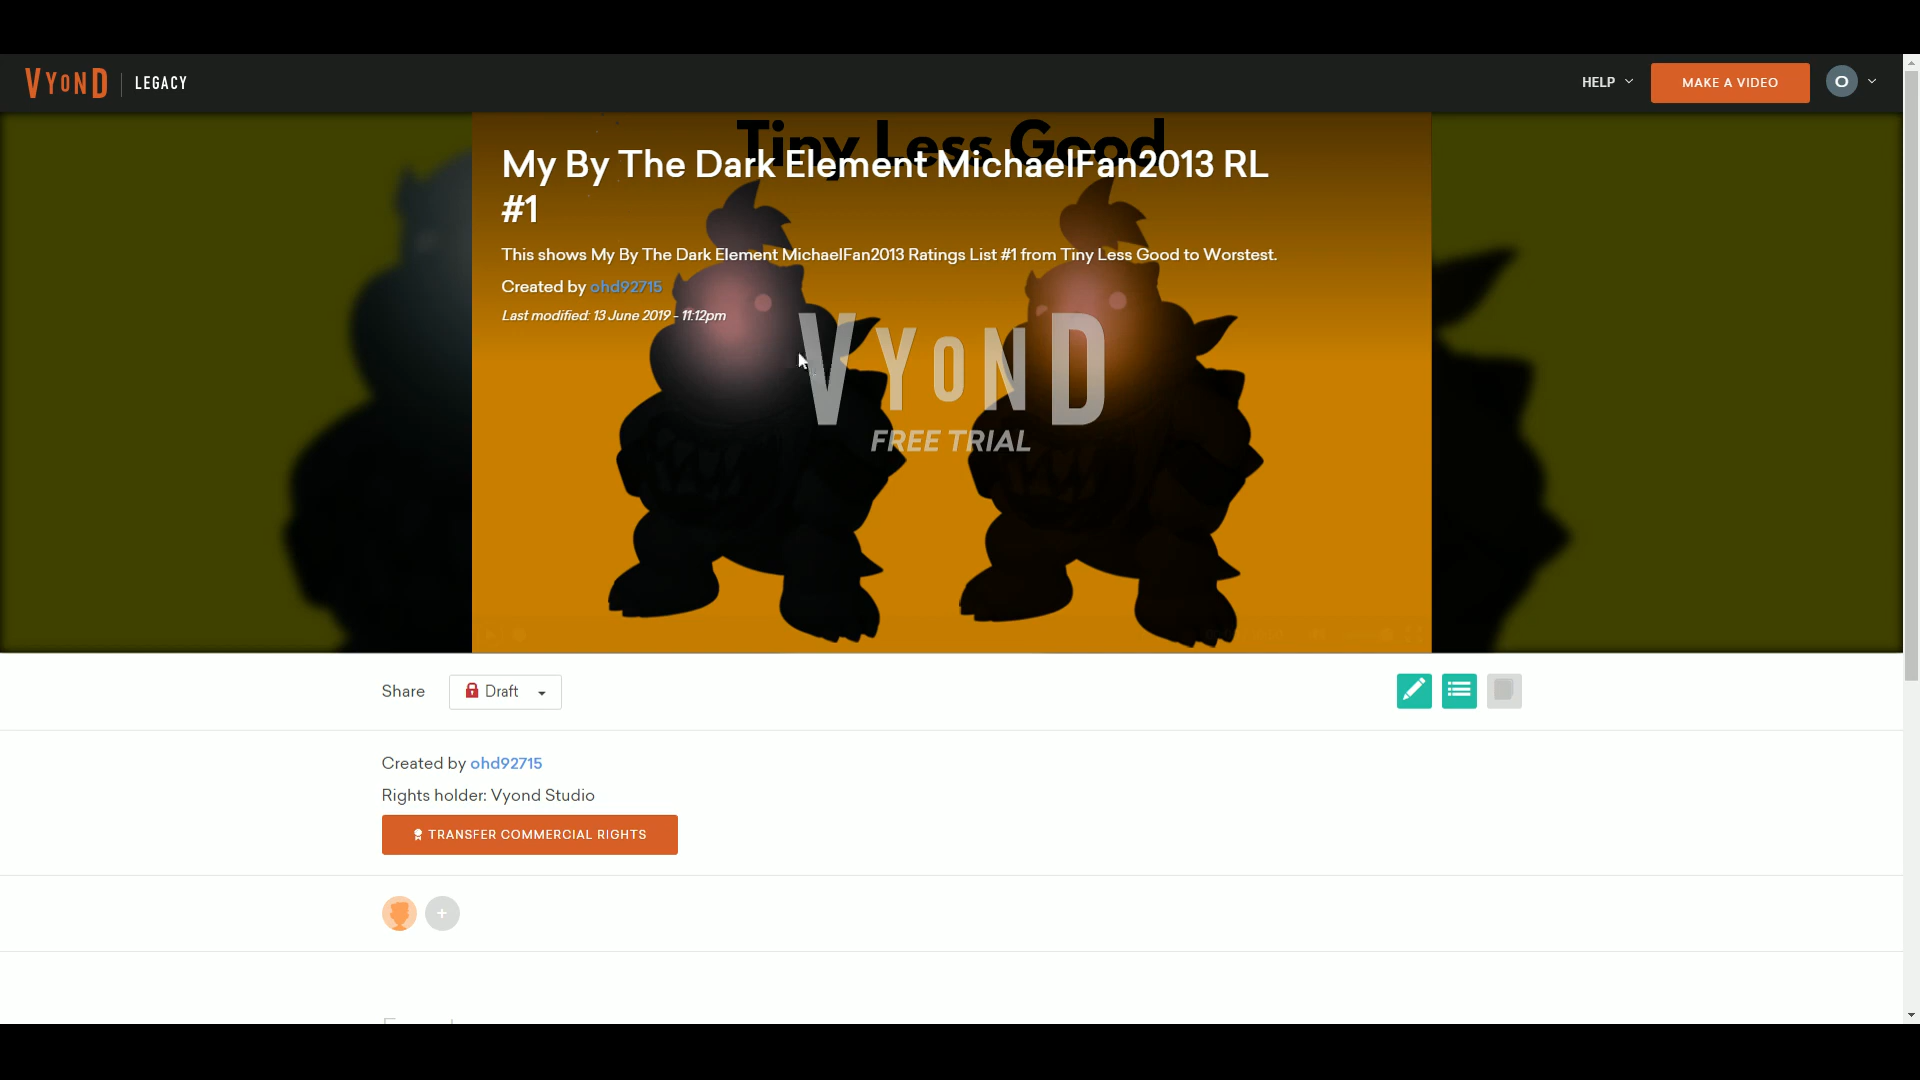 VYOND LEGACY
HELP
MAKE A VIDEO
O
Tiny Less Good
My By The Dark Element MichaelFan2013 RL
#1
This shows My By The Dark Element MichaelFan2013 Ratings List #1 from Tiny Less Good to Worstest.
Created by ohd92715
Last modified: 13 June 2019 - 11:12pm
VYOND
FREE TRIAL
Share
Draft
Created by ohd92715
Rights holder: Vyond Studio
TRANSFER COMMERCIAL RIGHTS
+